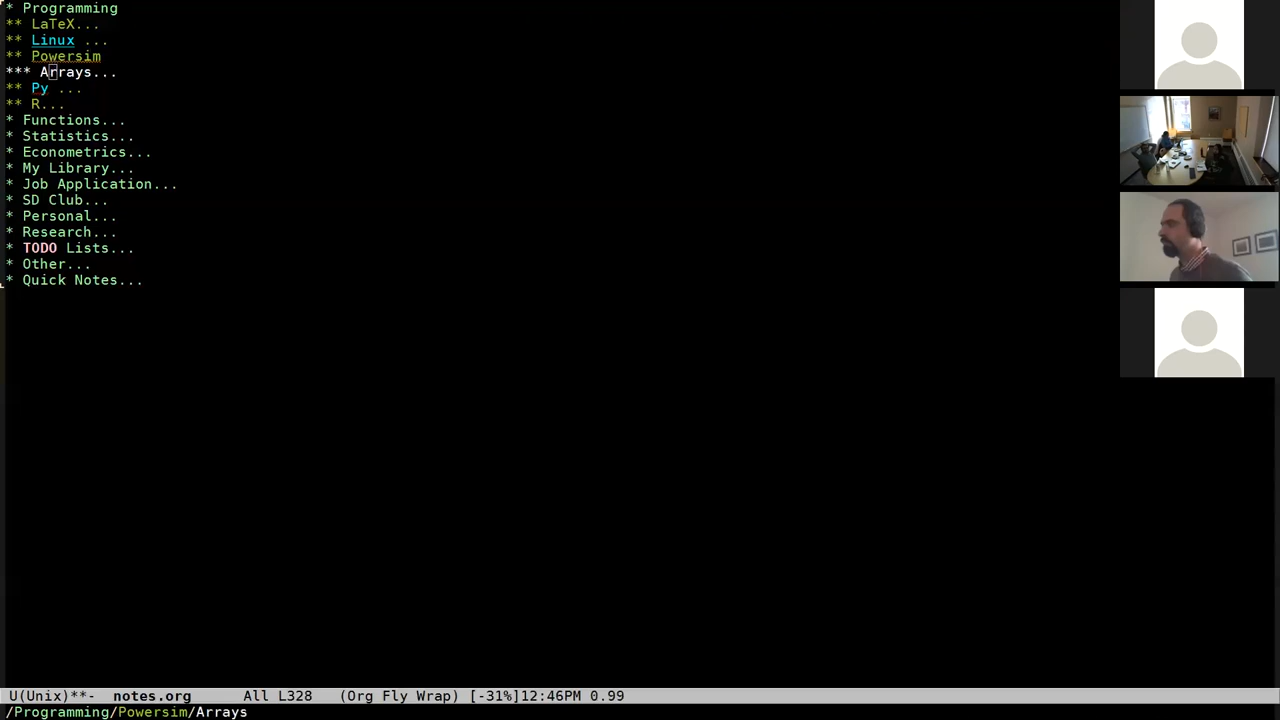 * Programming
** LaTeX...
** Linux ...
** Powersim
*** Arrays...
** Py ...
** R...
* Functions...
* Statistics...
* Econometrics...
* My Library...
* Job Application...
* SD Club...
* Personal...
* Research...
* TODO Lists...
* Other...
* Quick Notes...
U(Unix)**-  notes.org      All L328   (Org Fly Wrap) [-31%]12:46PM 0.99
/Programming/Powersim/Arrays